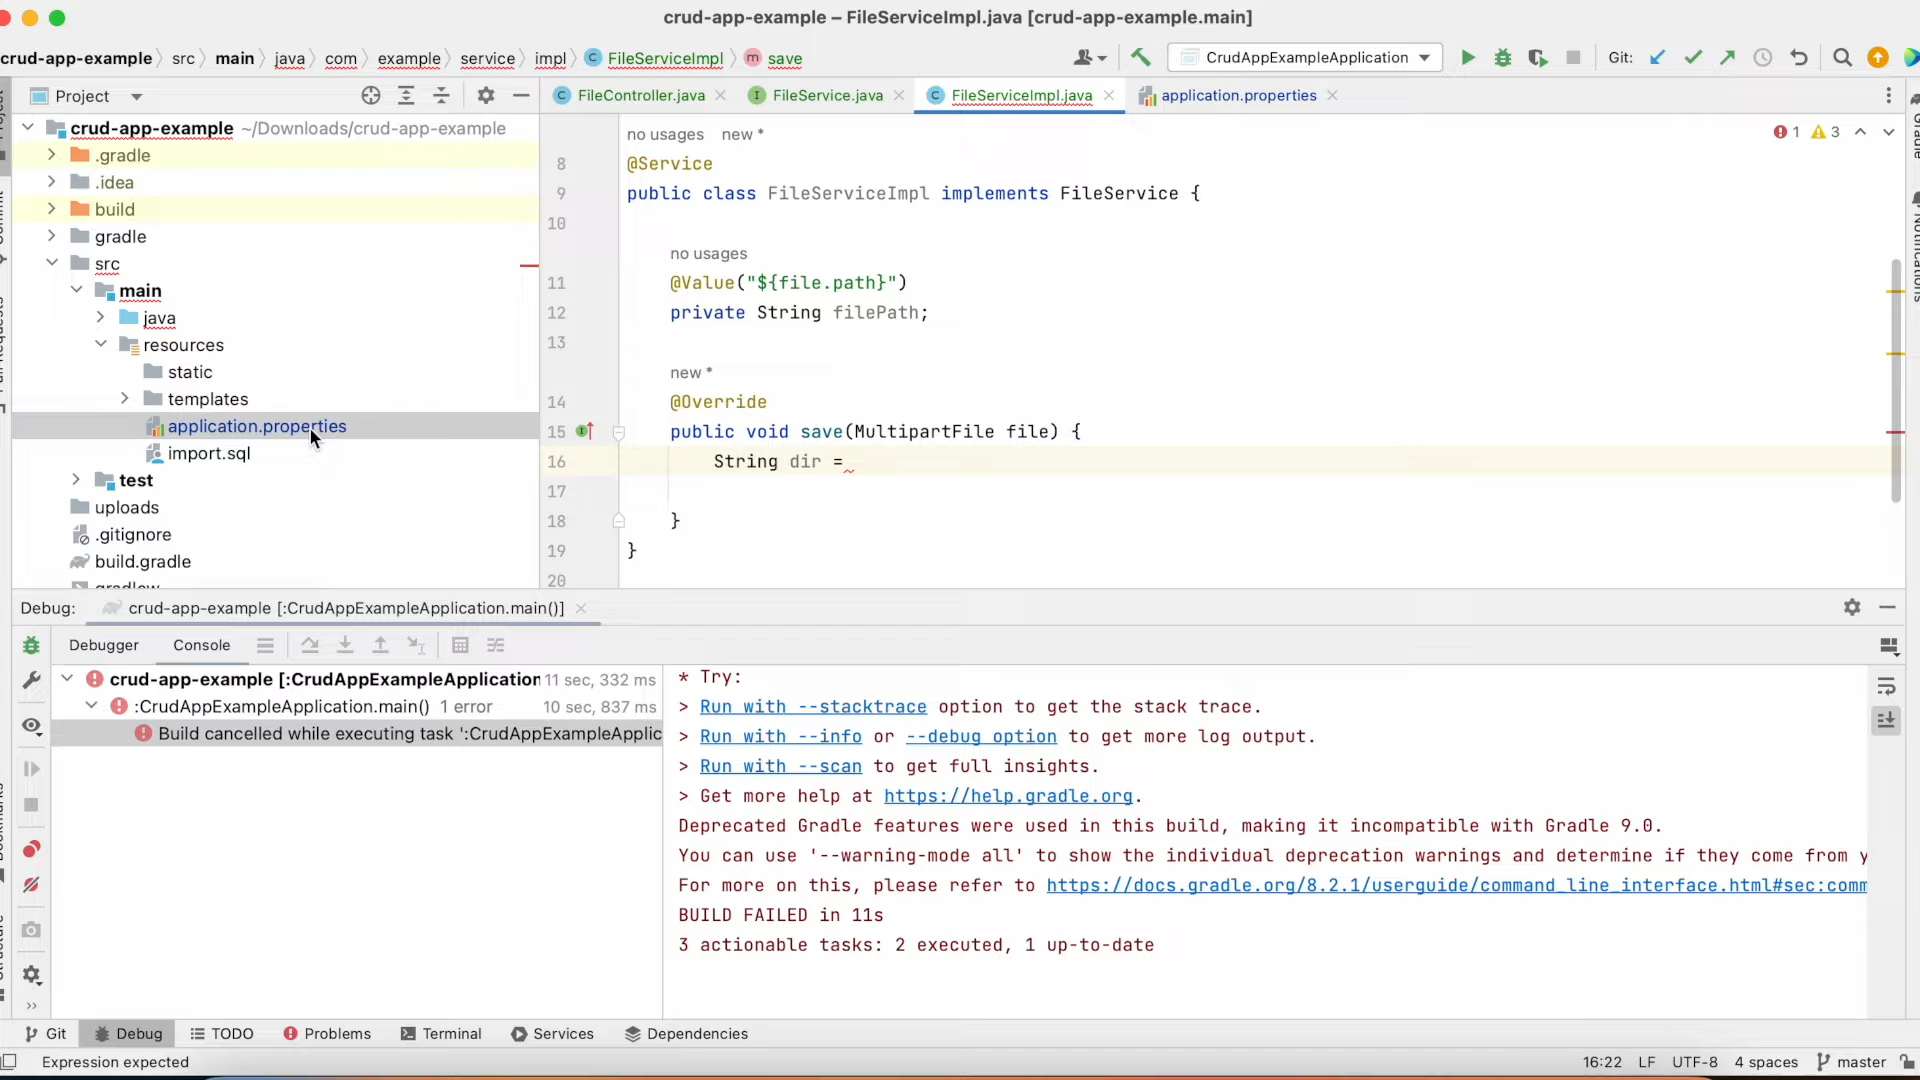 crud-app-example – FileServiceImpl.java [crud-app-example.main]
crud-app-example src main java com example service impl C FileServiceImpl m save
CrudAppExampleApplication
Git:
Project
C FileController.java
I FileService.java
C FileServiceImpl.java
application.properties
crud-app-example ~/Downloads/crud-app-example
.gradle
.idea
build
gradle
src
main
java
resources
static
templates
application.properties
import.sql
test
uploads
.gitignore
build.gradle
no usages new *
1 3
8 @Service
9 public class FileServiceImpl implements FileService {
10
no usages
11 @Value("${file.path}")
12 private String filePath;
13
new *
14 @Override
15 public void save(MultipartFile file) {
16 String dir =
17
18 }
19 }
20
Gradle
Notifications
Debug: crud-app-example [:CrudAppExampleApplication.main()]
Debugger Console
crud-app-example [:CrudAppExampleApplication 11 sec, 332 ms
:CrudAppExampleApplication.main() 1 error 10 sec, 837 ms
Build cancelled while executing task ':CrudAppExampleApplic
* Try:
> Run with --stacktrace option to get the stack trace.
> Run with --info or --debug option to get more log output.
> Run with --scan to get full insights.
> Get more help at https://help.gradle.org.
Deprecated Gradle features were used in this build, making it incompatible with Gradle 9.0.
You can use '--warning-mode all' to show the individual deprecation warnings and determine if they come from y
For more on this, please refer to https://docs.gradle.org/8.2.1/userguide/command_line_interface.html#sec:comm
BUILD FAILED in 11s
3 actionable tasks: 2 executed, 1 up-to-date
Git Debug TODO Problems Terminal Services Dependencies
Expression expected
16:22 LF UTF-8 4 spaces master